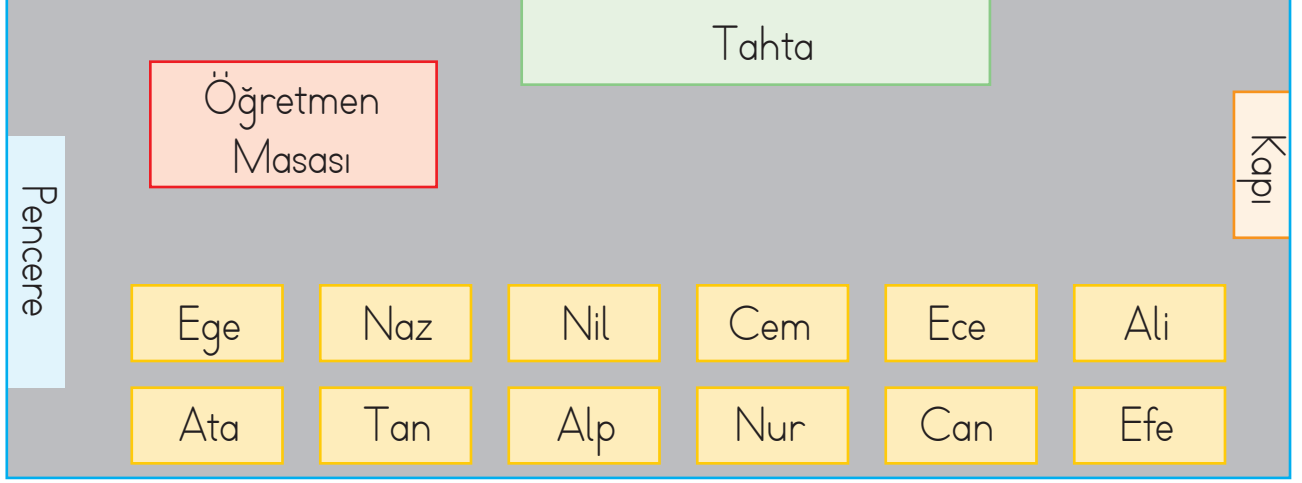 Tahta
Öğretmen
Masası
Kapı
Pencere
Ege Naz Nil Cem Ece Ali
Ata Tan Alp Nur Can Efe